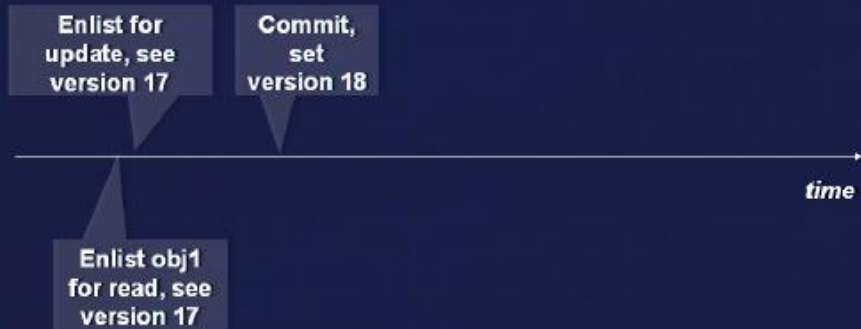 Enlist for
update, see
version 17
Commit,
set
version 18
time
Enlist obj1
for read, see
version 17